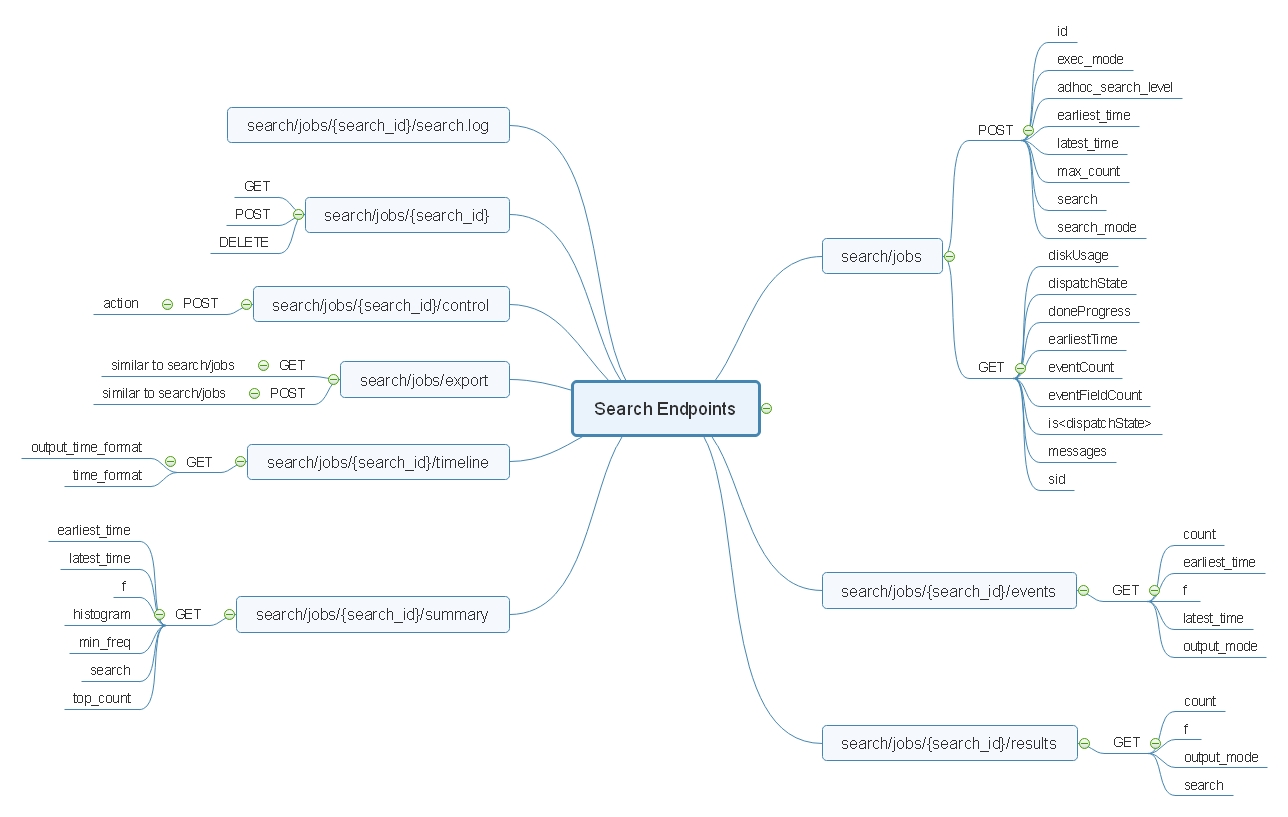 Search Endpoints
search/jobs/{search_id}/search.log
search/jobs/{search_id}
GET
POST
DELETE
search/jobs/{search_id}/control
POST
action
search/jobs/export
GET
similar to search/jobs
POST
similar to search/jobs
search/jobs/{search_id}/timeline
GET
output_time_format
time_format
search/jobs/{search_id}/summary
GET
earliest_time
latest_time
f
histogram
min_freq
search
top_count
search/jobs
POST
id
exec_mode
adhoc_search_level
earliest_time
latest_time
max_count
search
search_mode
GET
diskUsage
dispatchState
doneProgress
earliestTime
eventCount
eventFieldCount
is<dispatchState>
messages
sid
search/jobs/{search_id}/events
GET
count
earliest_time
f
latest_time
output_mode
search/jobs/{search_id}/results
GET
count
f
output_mode
search